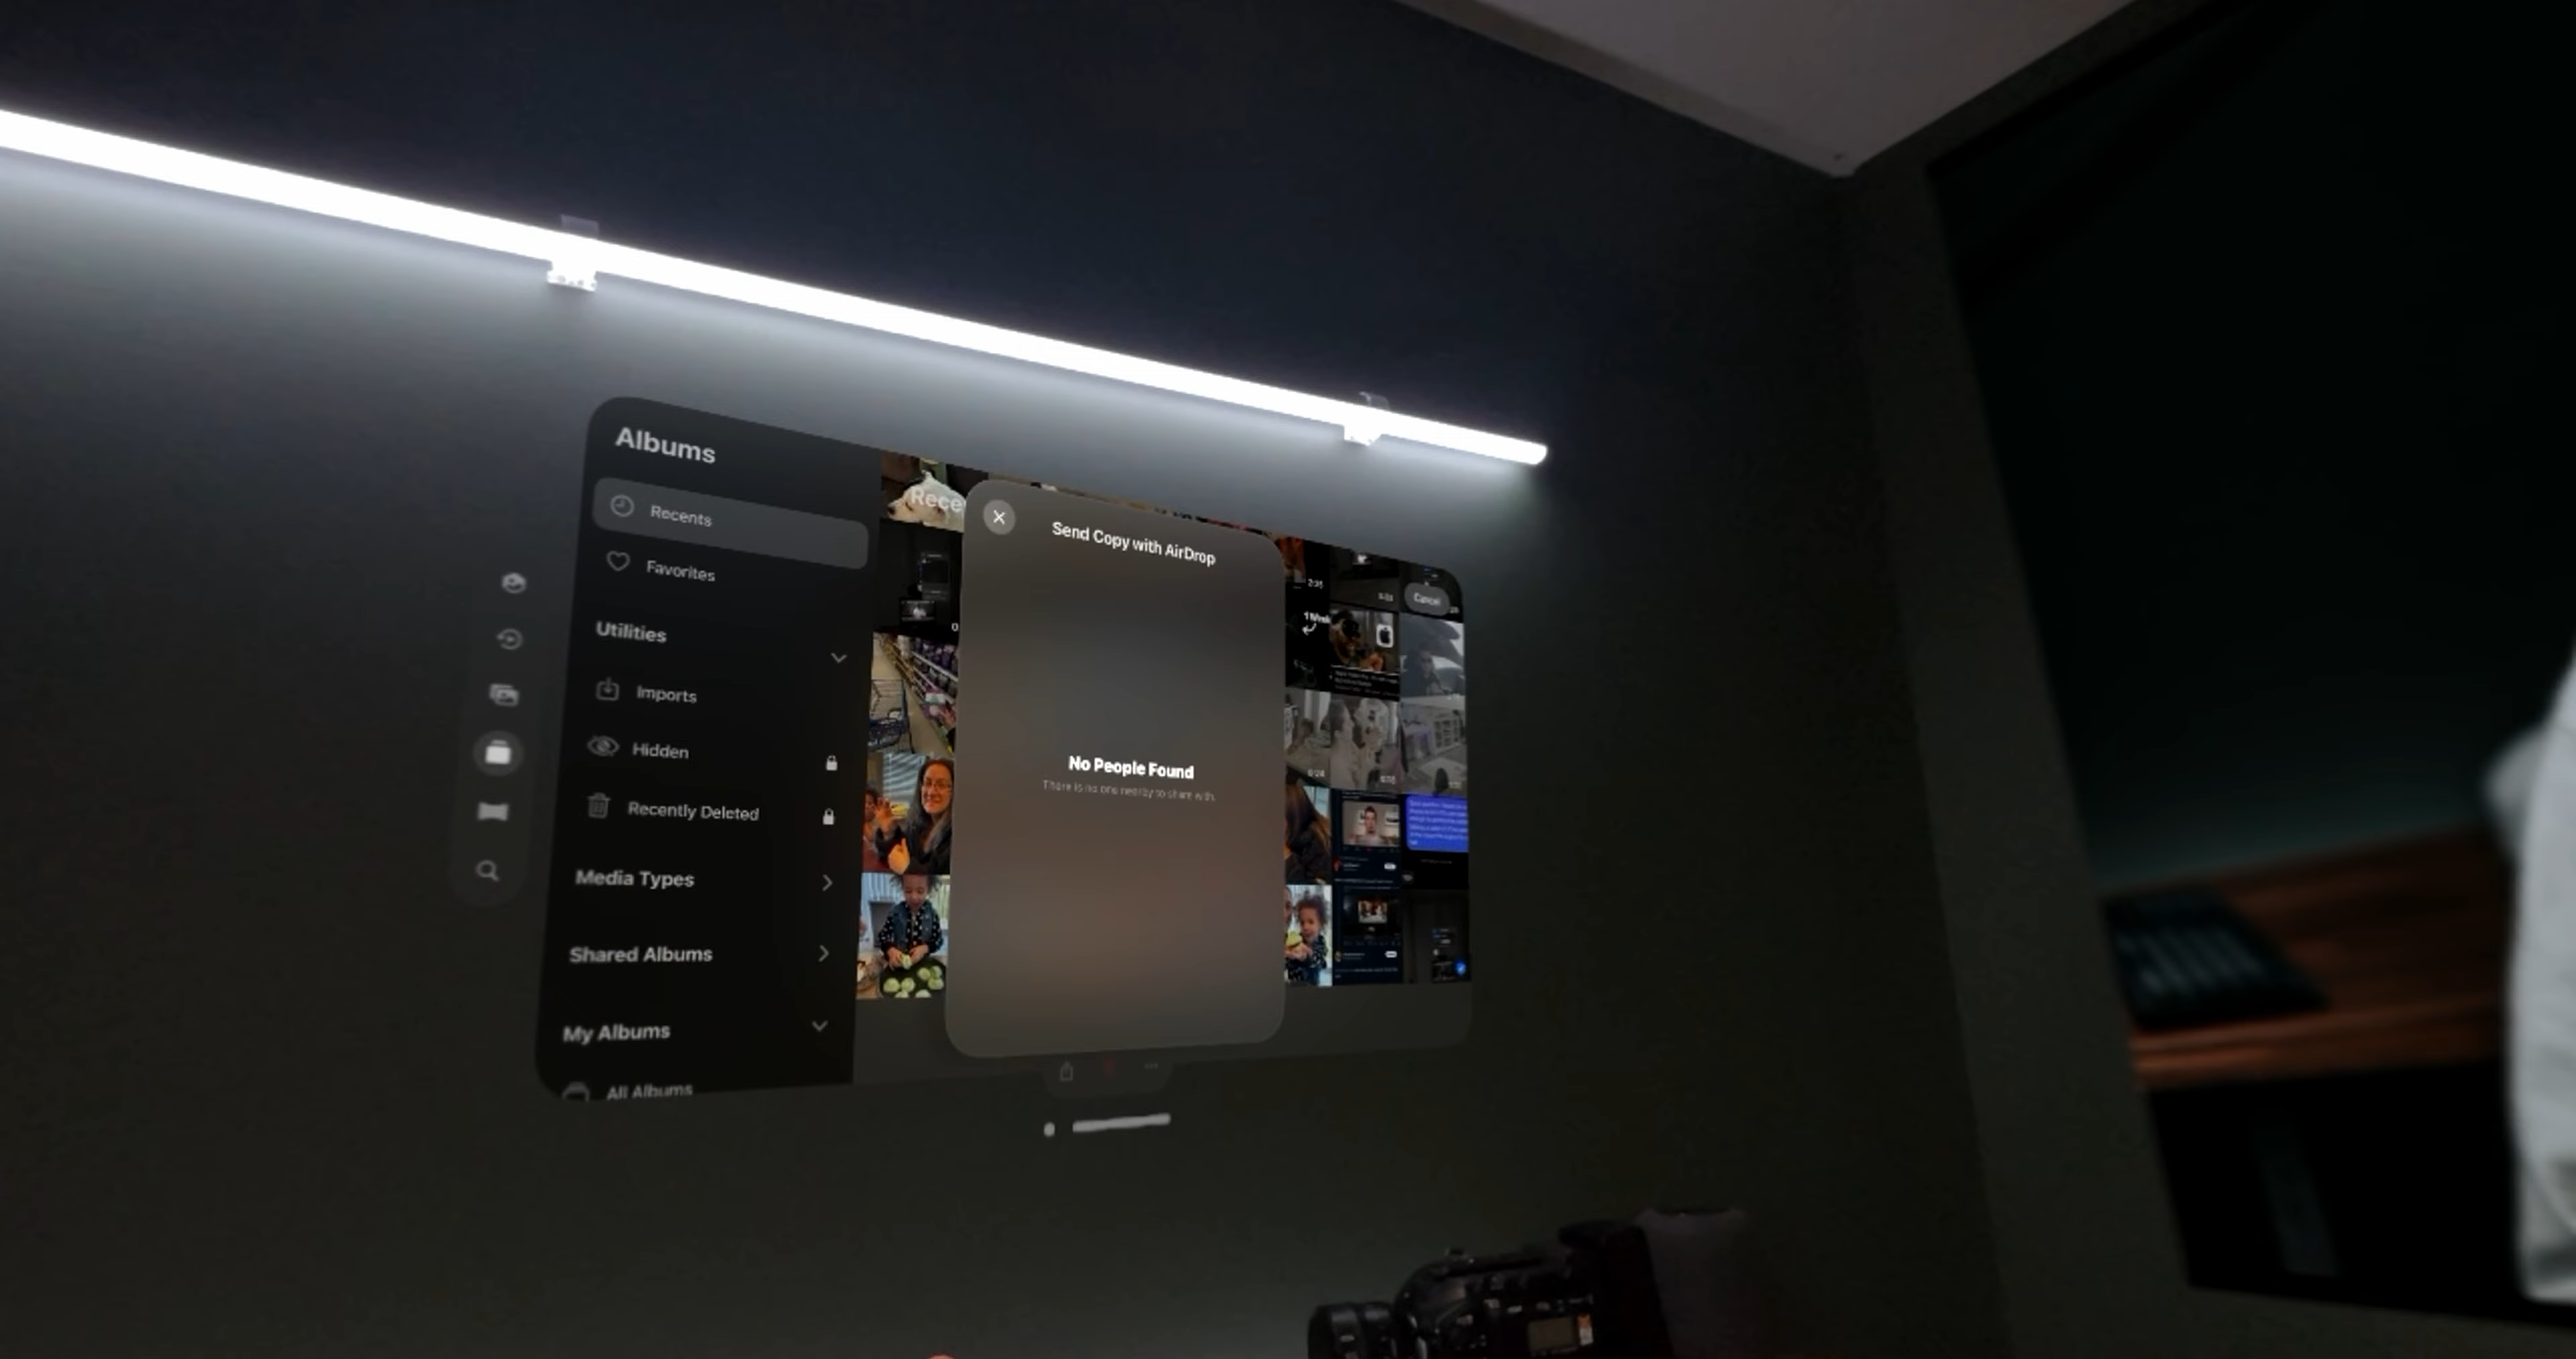 Albums
Recents
Favorites
Utilities
Imports
Hidden
Recently Deleted
Media Types
Shared Albums
My Albums
All Albums
Rece
Send Copy with AirDrop
No People Found
There is no one nearby to share with.
Cancel